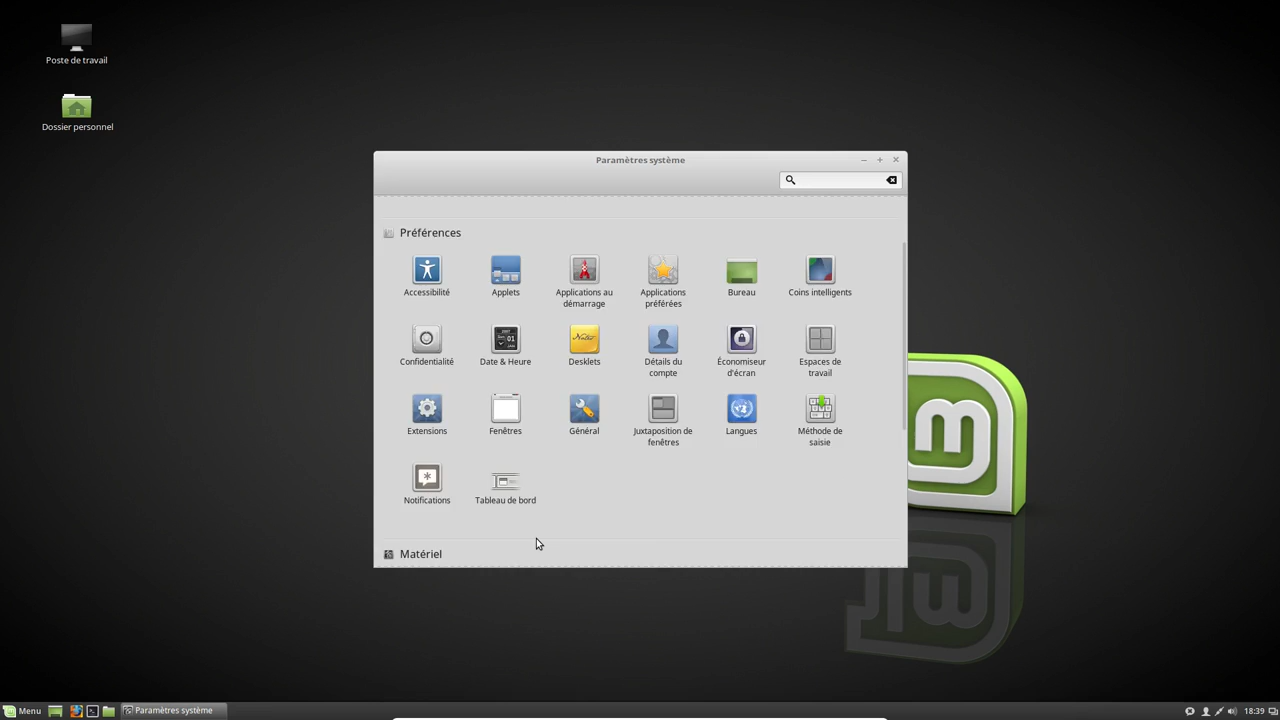 Poste de travail
Dossier personnel
Paramètres système
Préférences
Accessibilité
Applets
Applications au
démarrage
Applications
préférées
Bureau
Coins intelligents
Confidentialité
Date & Heure
Desklets
Détails du
compte
Économiseur
d'écran
Espaces de
travail
Extensions
Fenêtres
Général
Juxtaposition de
fenêtres
Langues
Méthode de
saisie
Notifications
Tableau de bord
Matériel
Menu
Paramètres système
18:39